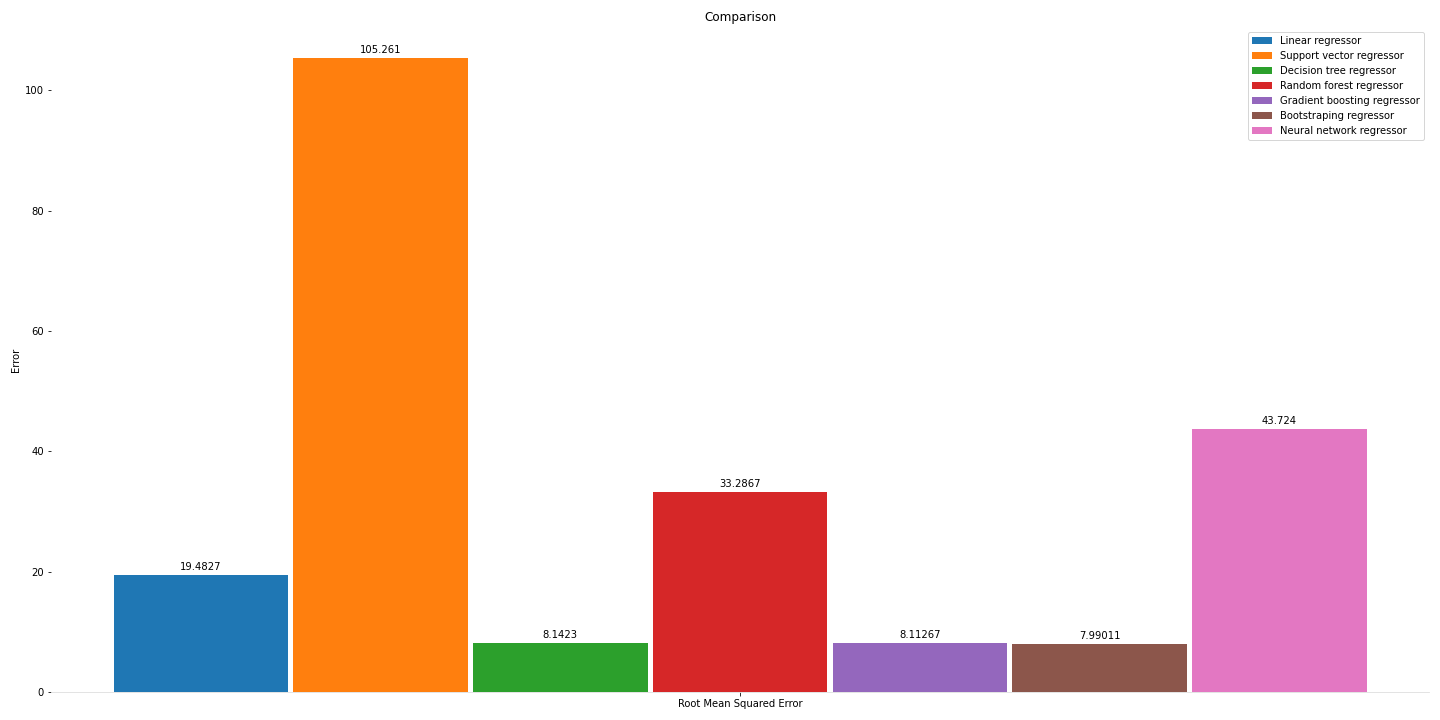 Comparison
Linear regressor
Support vector regressor
Decision tree regressor
Random forest regressor
Gradient boosting regressor
Bootstraping regressor
Neural network regressor
Error
100
80
60
40
20
0
19.4827
105.261
8.1423
33.2867
8.11267
7.99011
43.724
Root Mean Squared Error